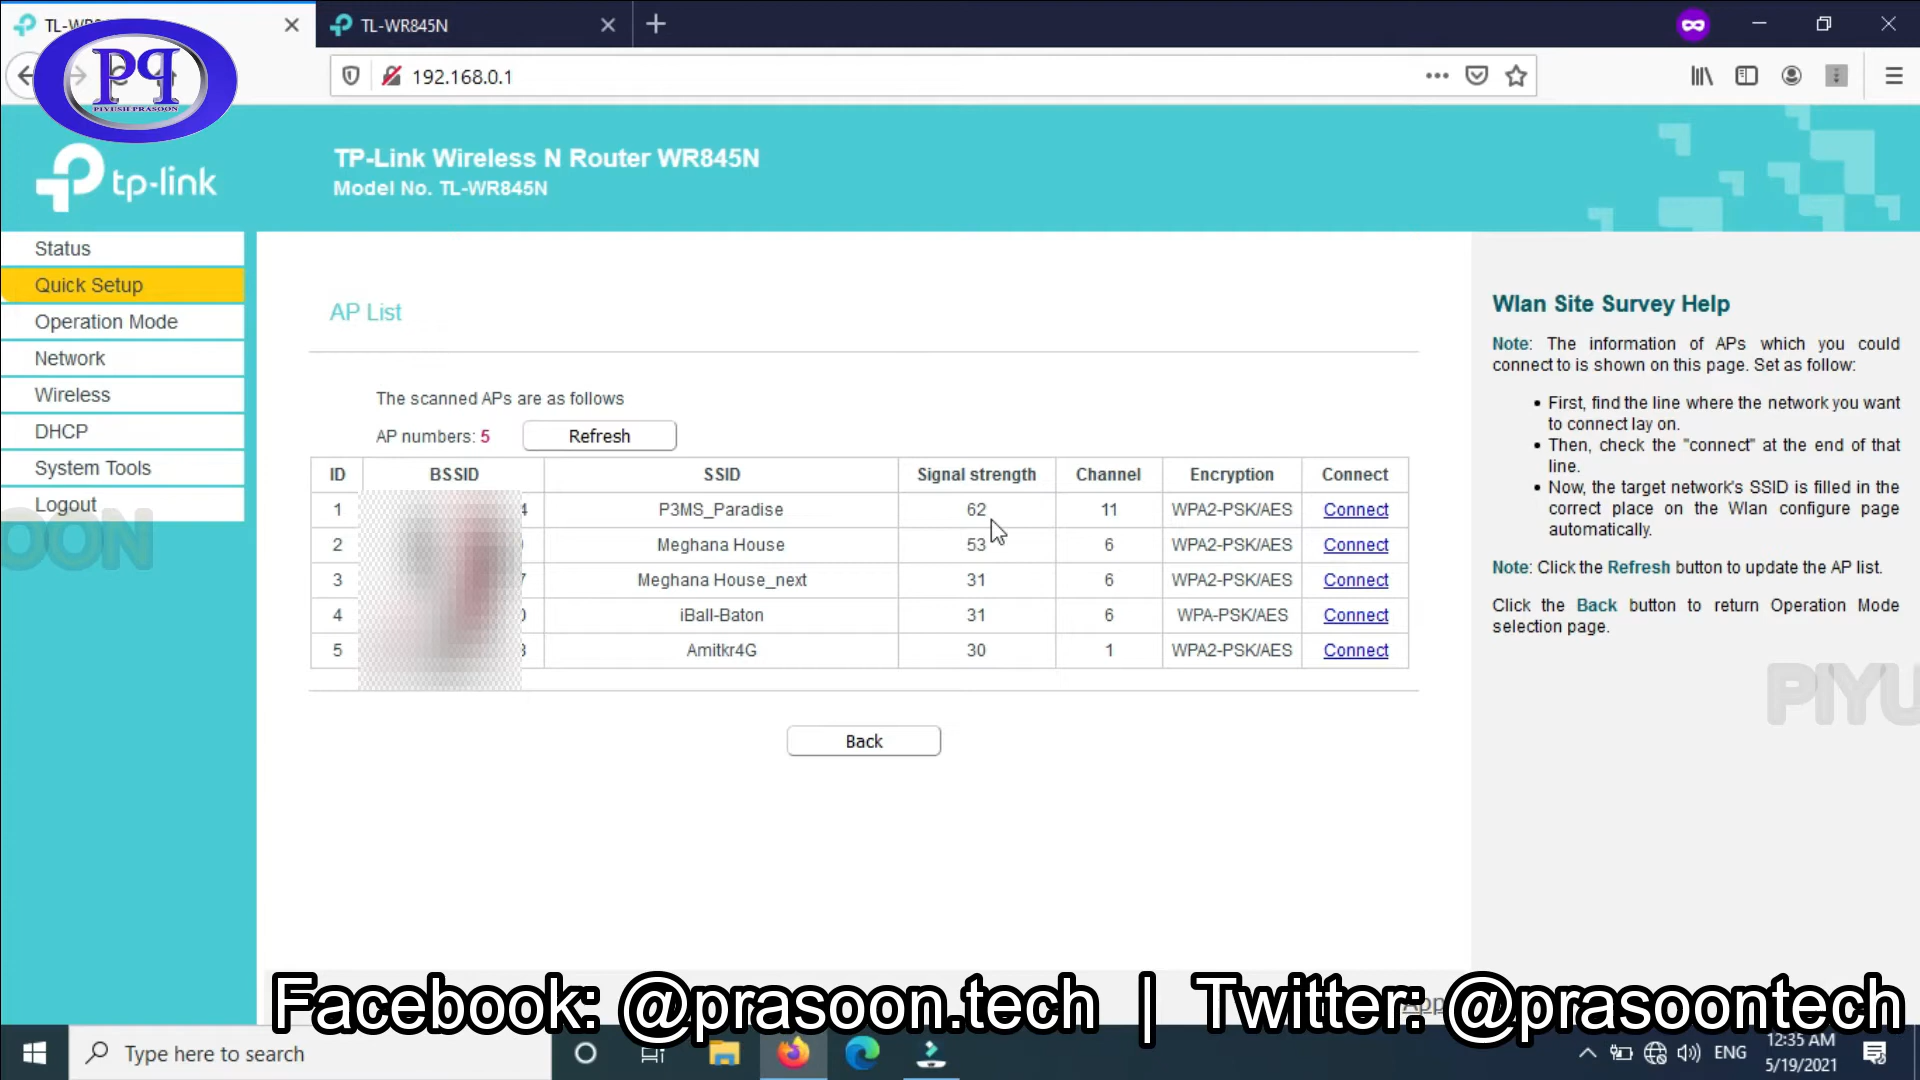 TL-WR845N
PP
PIYUSH PRASOON
192.168.0.1
tp-link
TP-Link Wireless N Router WR845N
Model No. TL-WR845N
Status
Quick Setup
Operation Mode
Network
Wireless
DHCP
System Tools
Logout
OON
AP List
The scanned APs are as follows
AP numbers: 5 Refresh
ID BSSID SSID Signal strength Channel Encryption Connect
1 4 P3MS_Paradise 62 11 WPA2-PSK/AES Connect
2 Meghana House 53 6 WPA2-PSK/AES Connect
3 7 Meghana House_next 31 6 WPA2-PSK/AES Connect
4 0 iBall-Baton 31 6 WPA-PSK/AES Connect
5 3 Amitkr4G 30 1 WPA2-PSK/AES Connect
Back
Wlan Site Survey Help
Note: The information of APs which you could
connect to is shown on this page. Set as follow:
• First, find the line where the network you want
to connect lay on.
• Then, check the "connect" at the end of that
line.
• Now, the target network's SSID is filled in the
correct place on the Wlan configure page
automatically.
Note: Click the Refresh button to update the AP list.
Click the Back button to return Operation Mode
selection page.
PIYU
Facebook: @prasoon.tech | Twitter: @prasoontech
Type here to search
ENG
12:35 AM
5/19/2021